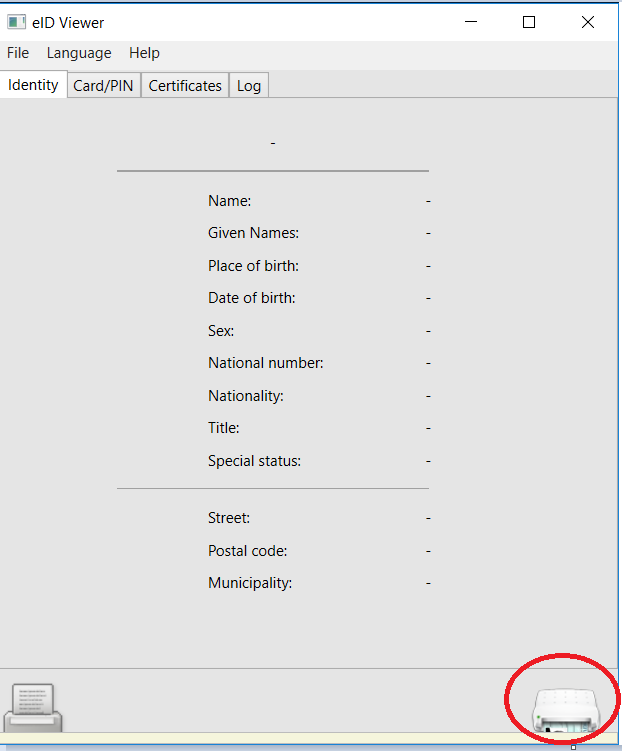 eID Viewer
File Language Help
Identity Card/PIN Certificates Log
-
Name: -
Given Names: -
Place of birth: -
Date of birth: -
Sex: -
National number: -
Nationality: -
Title: -
Special status: -
Street: -
Postal code: -
Municipality: -